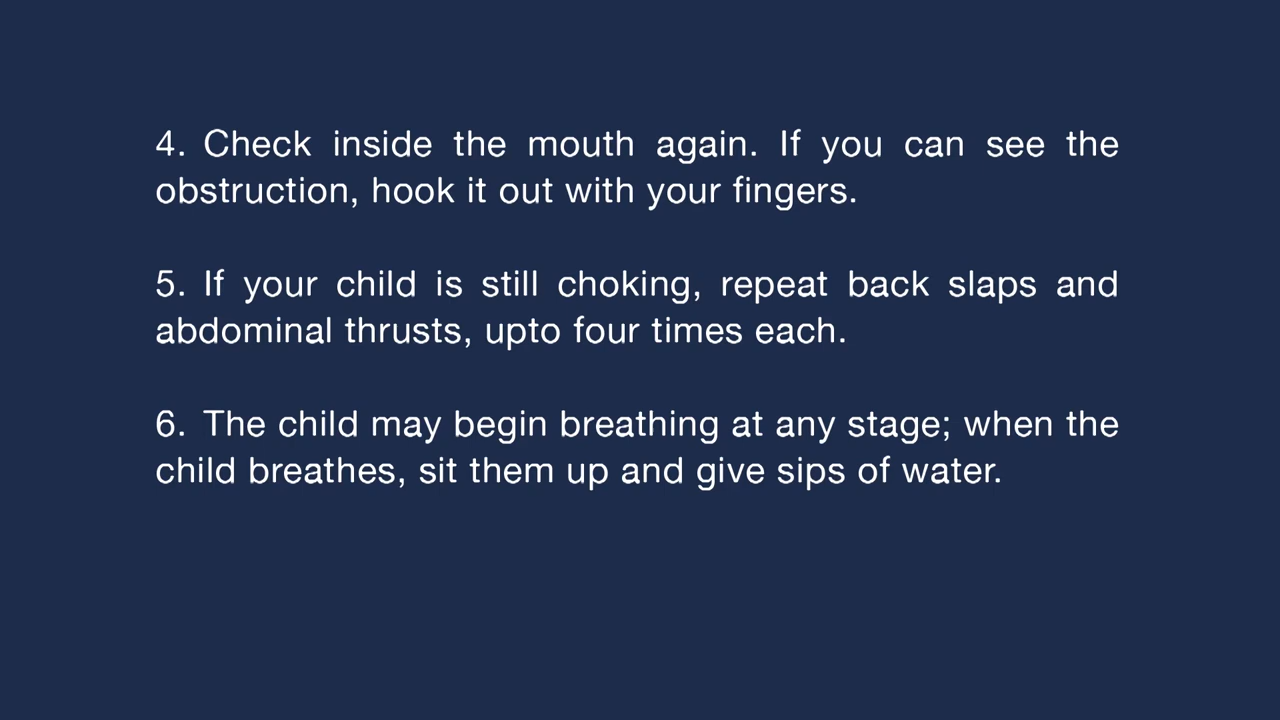 4. Check inside the mouth again. If you can see the
obstruction, hook it out with your fingers.
5. If your child is still choking, repeat back slaps and
abdominal thrusts, upto four times each.
6. The child may begin breathing at any stage; when the
child breathes, sit them up and give sips of water.